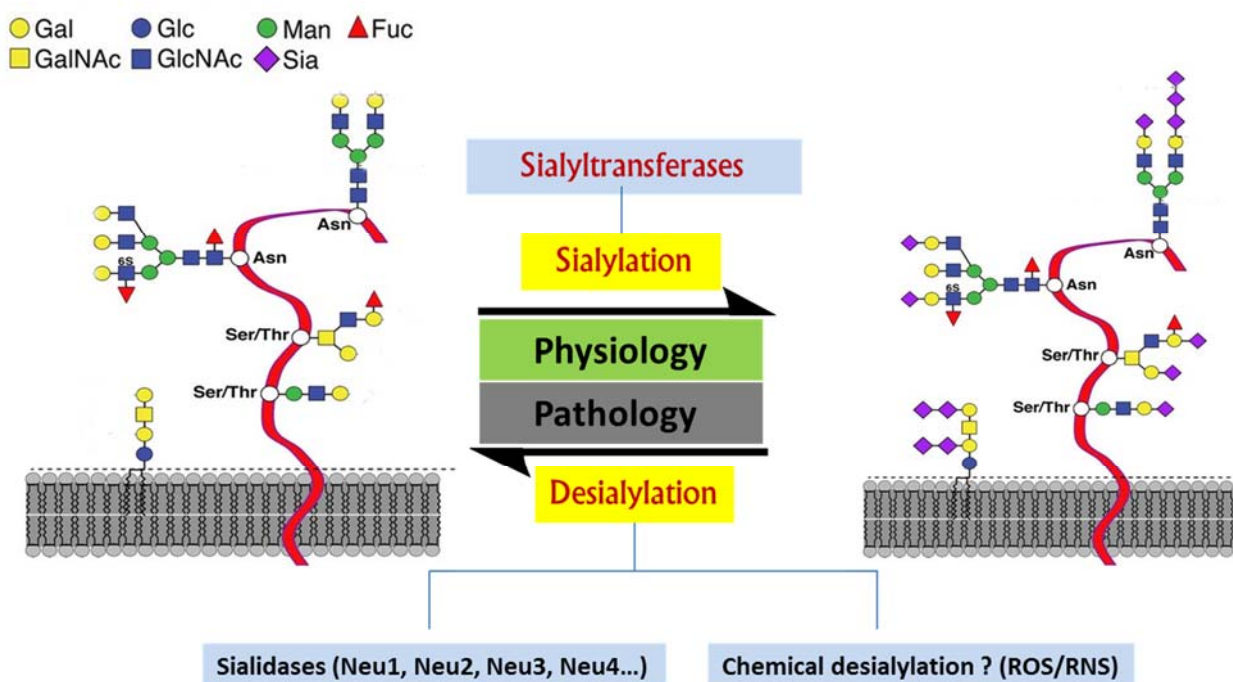 Gal Glc Man Fuc
GalNAc GlcNAc Sia
Sialyltransferases
Asn
Asn
6S
Ser/Thr
Ser/Thr
Sialylation
Physiology
Pathology
Desialylation
Asn
Asn
6S
Ser/Thr
Ser/Thr
Sialidases (Neu1, Neu2, Neu3, Neu4...)
Chemical desialylation ? (ROS/RNS)